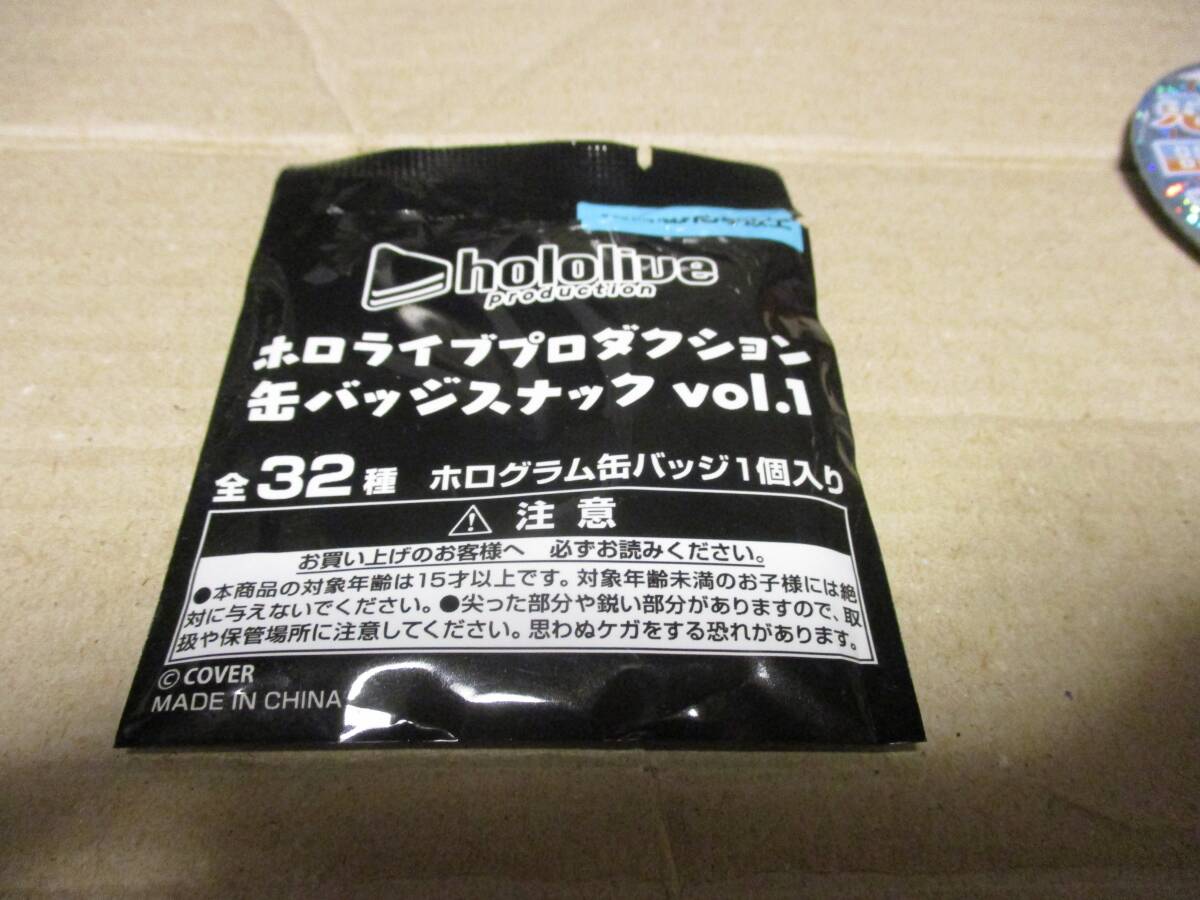 hololive
production
ホロライブプロダクション
缶バッジスナック vol.1
全32種 ホログラム缶バッジ1個入り
注意
お買い上げのお客様へ 必ずお読みください。
●本商品の対象年齢は15才以上です。対象年齢未満のお子様には絶
対に与えないでください。●尖った部分や鋭い部分がありますので、取
扱や保管場所に注意してください。思わぬケガをする恐れがあります。
© COVER
MADE IN CHINA